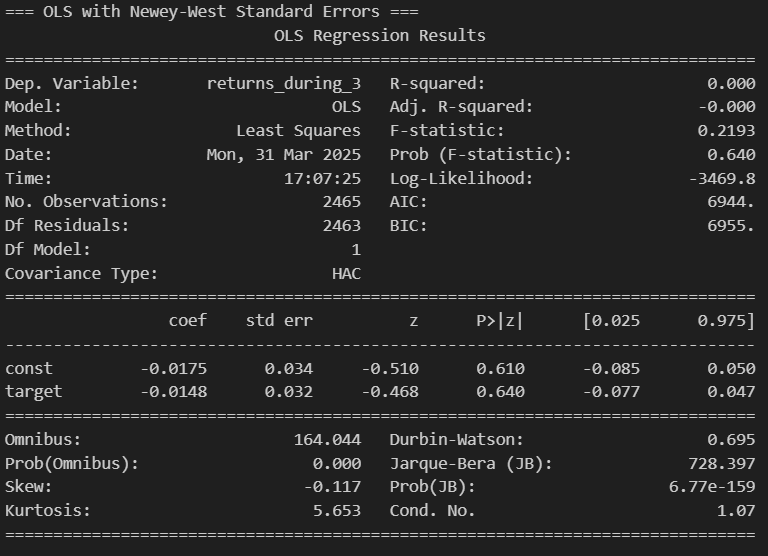 === OLS with Newey-West Standard Errors ===
                            OLS Regression Results
==============================================================================
Dep. Variable:        returns_during_3   R-squared:                       0.000
Model:                             OLS   Adj. R-squared:                 -0.000
Method:                  Least Squares   F-statistic:                    0.2193
Date:                 Mon, 31 Mar 2025   Prob (F-statistic):              0.640
Time:                         17:07:25   Log-Likelihood:                -3469.8
No. Observations:                 2465   AIC:                             6944.
Df Residuals:                     2463   BIC:                             6955.
Df Model:                            1
Covariance Type:                   HAC
==============================================================================
                 coef    std err          z      P>|z|      [0.025      0.975]
------------------------------------------------------------------------------
const         -0.0175      0.034     -0.510      0.610      -0.085       0.050
target        -0.0148      0.032     -0.468      0.640      -0.077       0.047
==============================================================================
Omnibus:                      164.044   Durbin-Watson:                   0.695
Prob(Omnibus):                  0.000   Jarque-Bera (JB):              728.397
Skew:                          -0.117   Prob(JB):                    6.77e-159
Kurtosis:                       5.653   Cond. No.                         1.07
==============================================================================